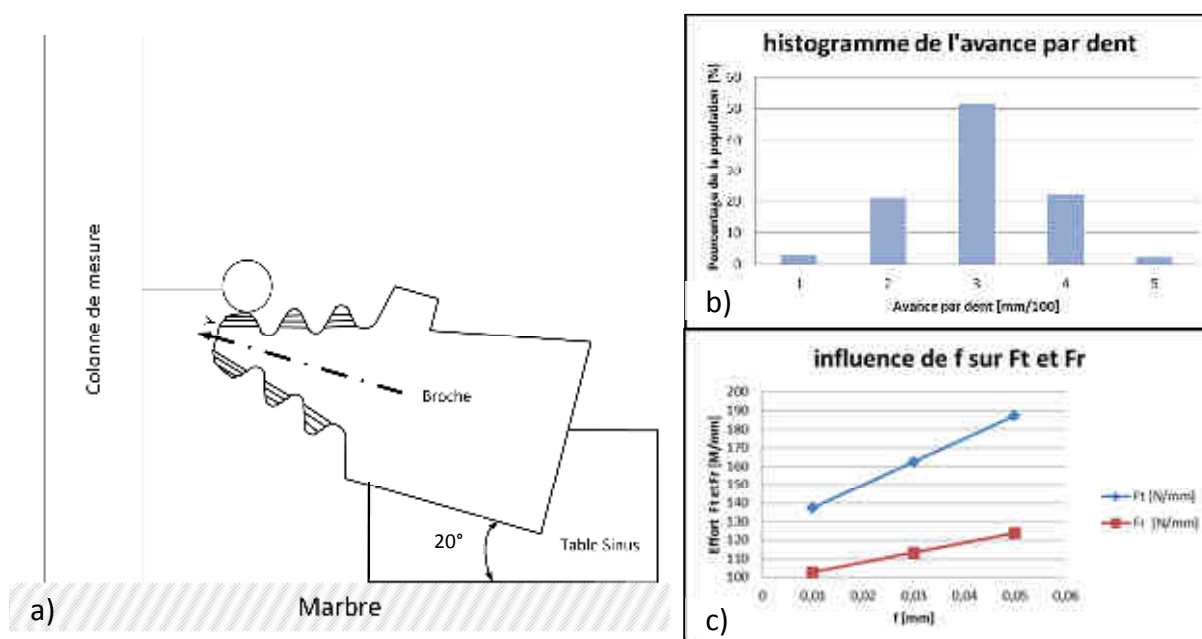 Colonne de mesure
Broche
20°
Table Sinus
a)
Marbre
histogramme de l'avance par dent
Pourcentage de la population [%]
60
50
40
30
20
10
0
1
2
3
4
5
Avance par dent [mm/100]
b)
influence de f sur Ft et Fr
Effort Ft et Fr [M/mm]
200
190
180
170
160
150
140
130
120
110
100
0
0,01
0,02
0,03
0,04
0,05
0,06
f [mm]
Ft [N/mm]
Ft [N/mm]
c)